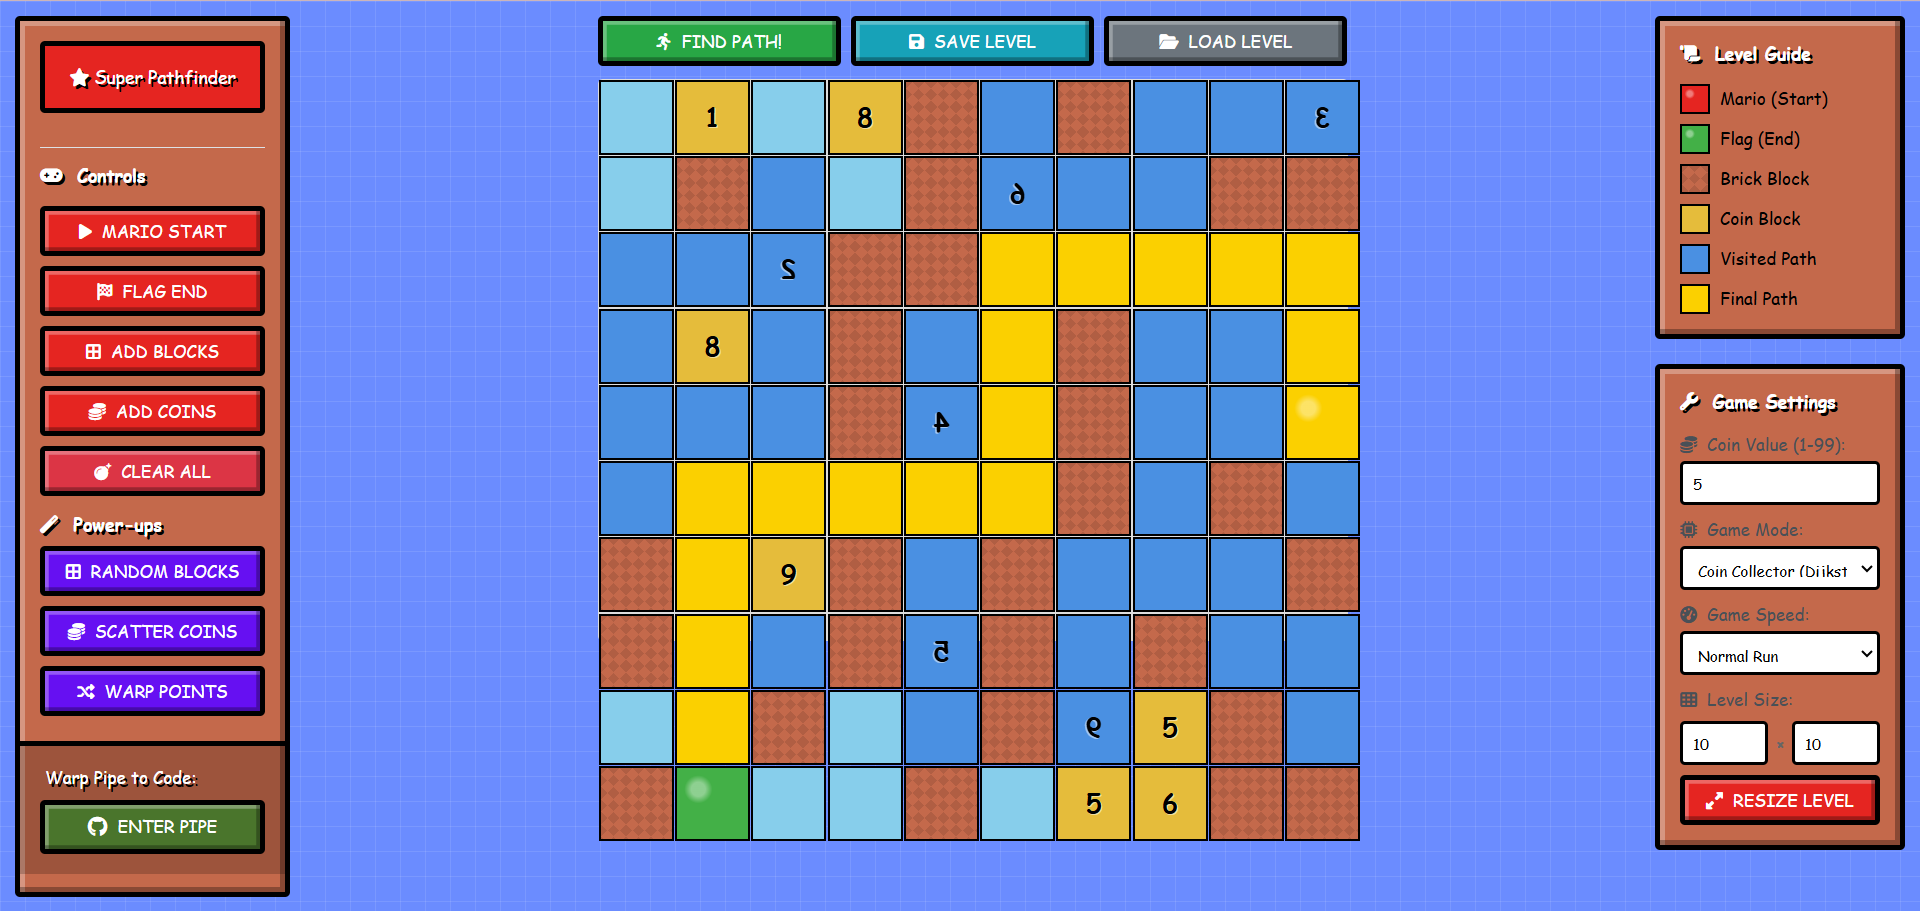 Super Pathfinder
Controls
MARIO START
FLAG END
ADD BLOCKS
ADD COINS
CLEAR ALL
Power-ups
RANDOM BLOCKS
SCATTER COINS
WARP POINTS
Warp Pipe to Code:
ENTER PIPE
FIND PATH!
SAVE LEVEL
LOAD LEVEL
1 8 3
6
2
8
4
9
5
9 5
5 6
Level Guide
Mario (Start)
Flag (End)
Brick Block
Coin Block
Visited Path
Final Path
Game Settings
Coin Value (1-99):
5
Game Mode:
Coin Collector (Dijkst
Game Speed:
Normal Run
Level Size:
10 × 10
RESIZE LEVEL